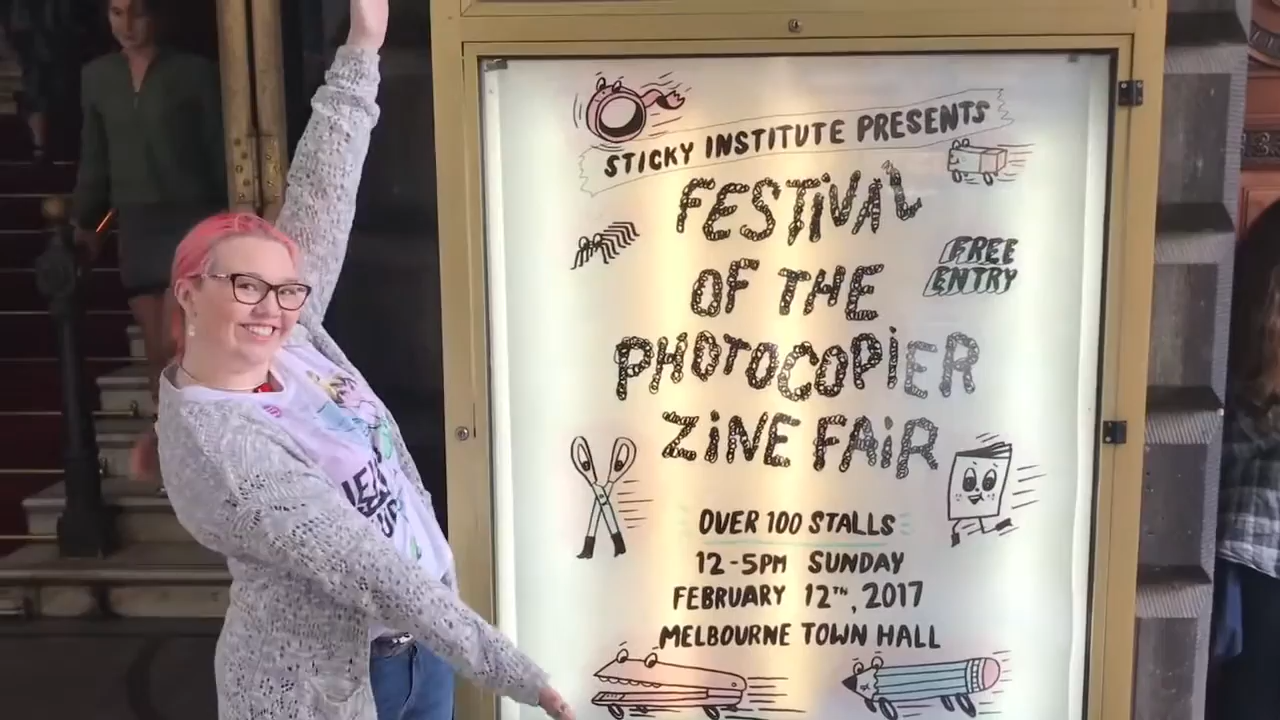 STICKY INSTITUTE PRESENTS
FESTiVAL
OF THE
PHOTOCOPiER
ZiNE FAiR
FREE
ENTRY
OVER 100 STALLS
12-5PM SUNDAY
FEBRUARY 12TH, 2017
MELBOURNE TOWN HALL